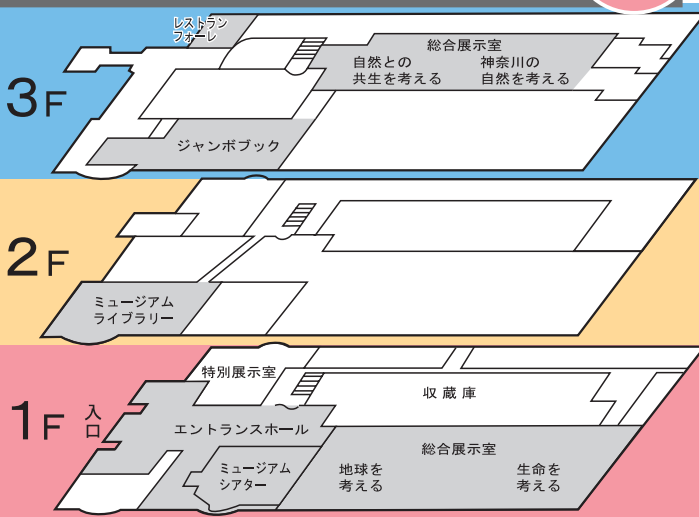 レストラン
フォーレ
3F
総合展示室
自然との
共生を考える
神奈川の
自然を考える
ジャンボブック
2F
ミュージアム
ライブラリー
1F
入口
特別展示室
収蔵庫
エントランスホール
総合展示室
ミュージアム
シアター
地球を
考える
生命を
考える